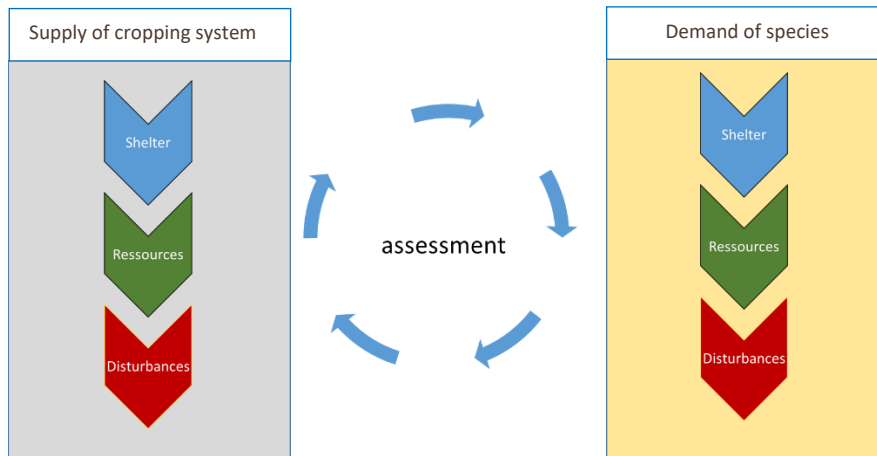 Supply of cropping system
Shelter
Ressources
Disturbances
assessment
Demand of species
Shelter
Ressources
Disturbances